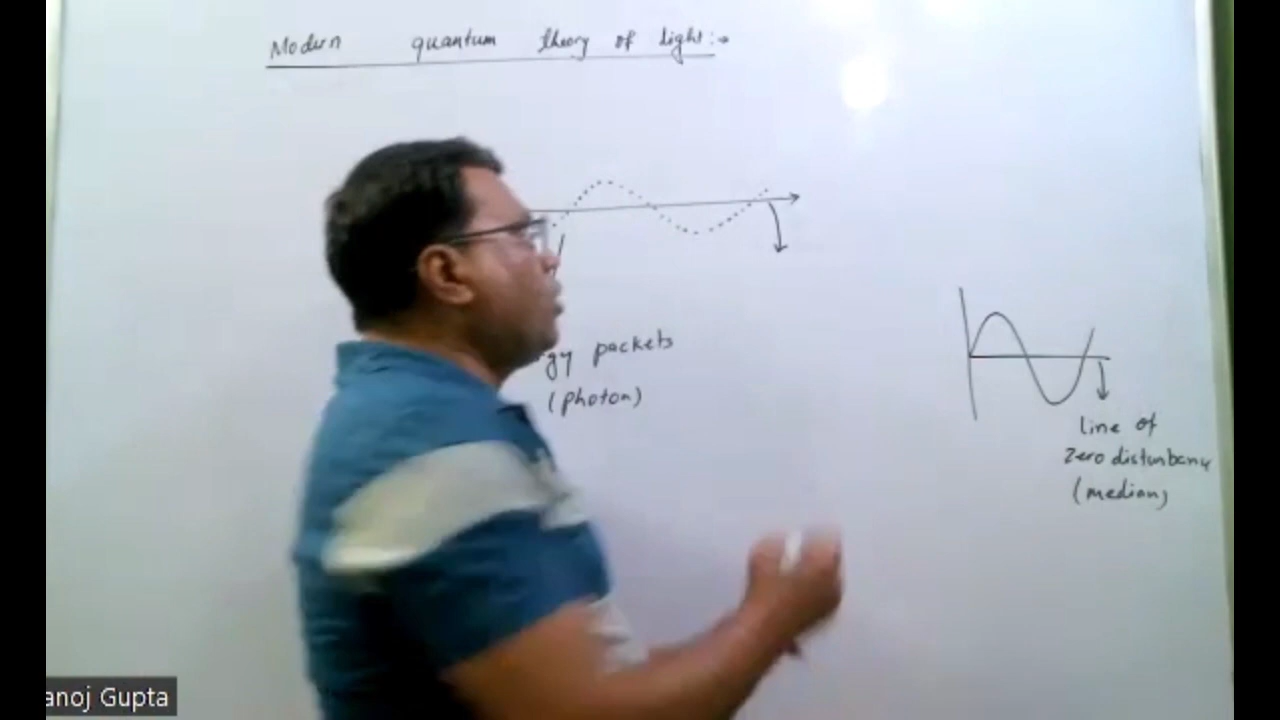 Modern quantum theory of light:→
gy packets
(photon)
line of
Zero disturbance
(median)
anoj Gupta